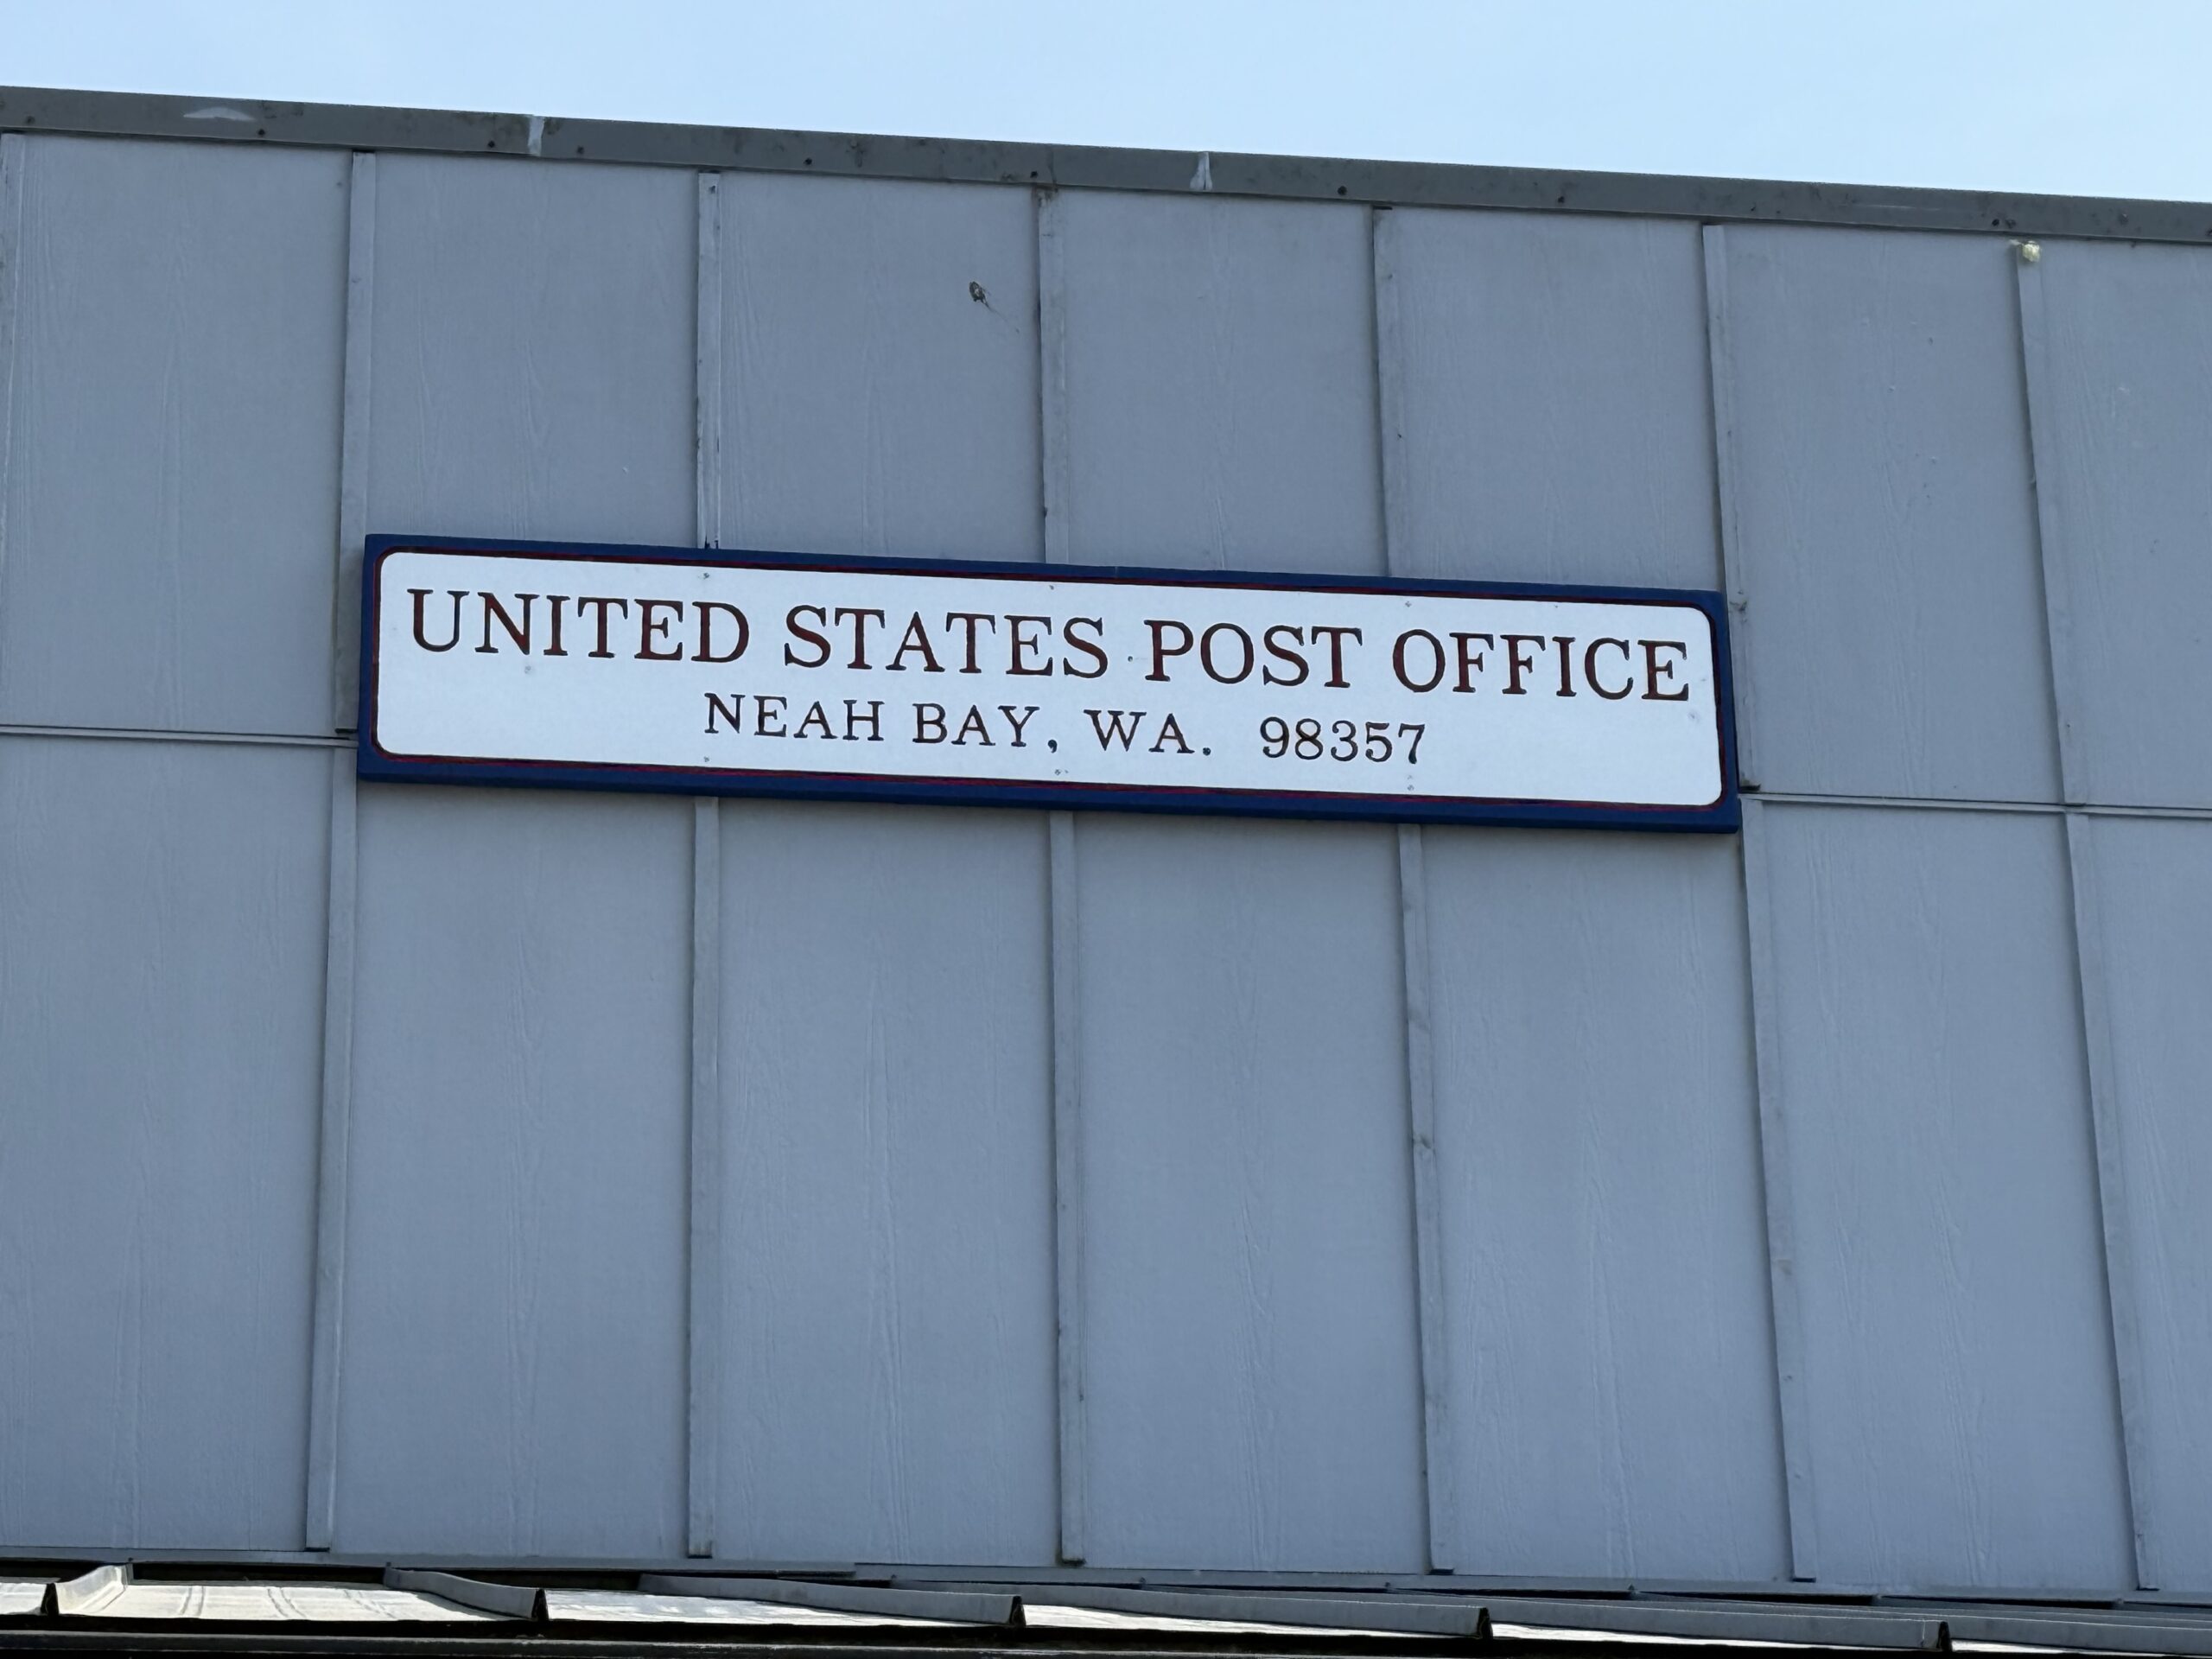 UNITED STATES POST OFFICE
NEAH BAY, WA. 98357